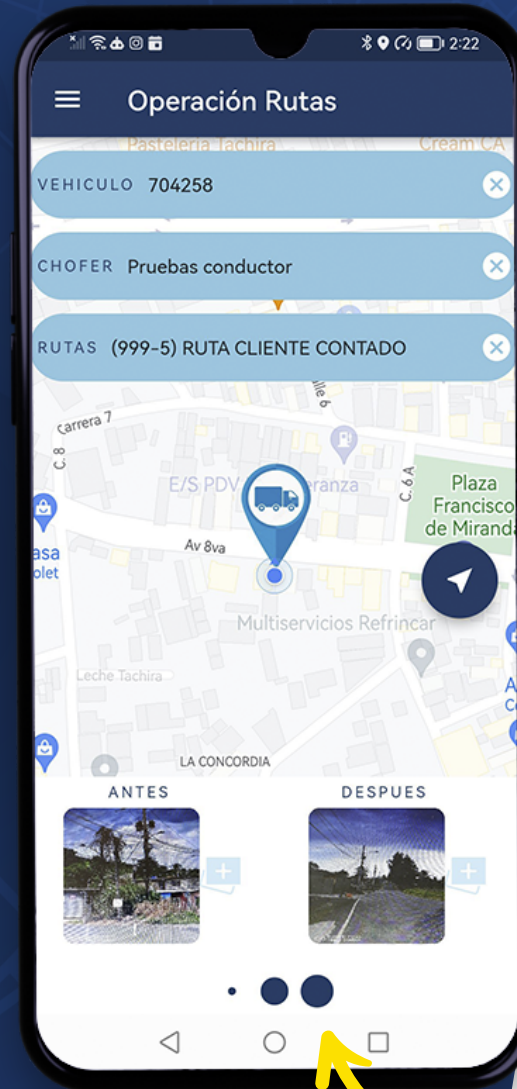 2:22
Operación Rutas
Pasteleria Tachira
Cream CA
VEHICULO 704258
CHOFER Pruebas conductor
RUTAS (999-5) RUTA CLIENTE CONTADO
Carrera 7
C. 8
E/S PDV
eranza
C. 6 A
Plaza
Francisco
de Mirand
asa
olet
Av 8va
Multiservicios Refrincar
Leche Tachira
LA CONCORDIA
ANTES
DESPUES